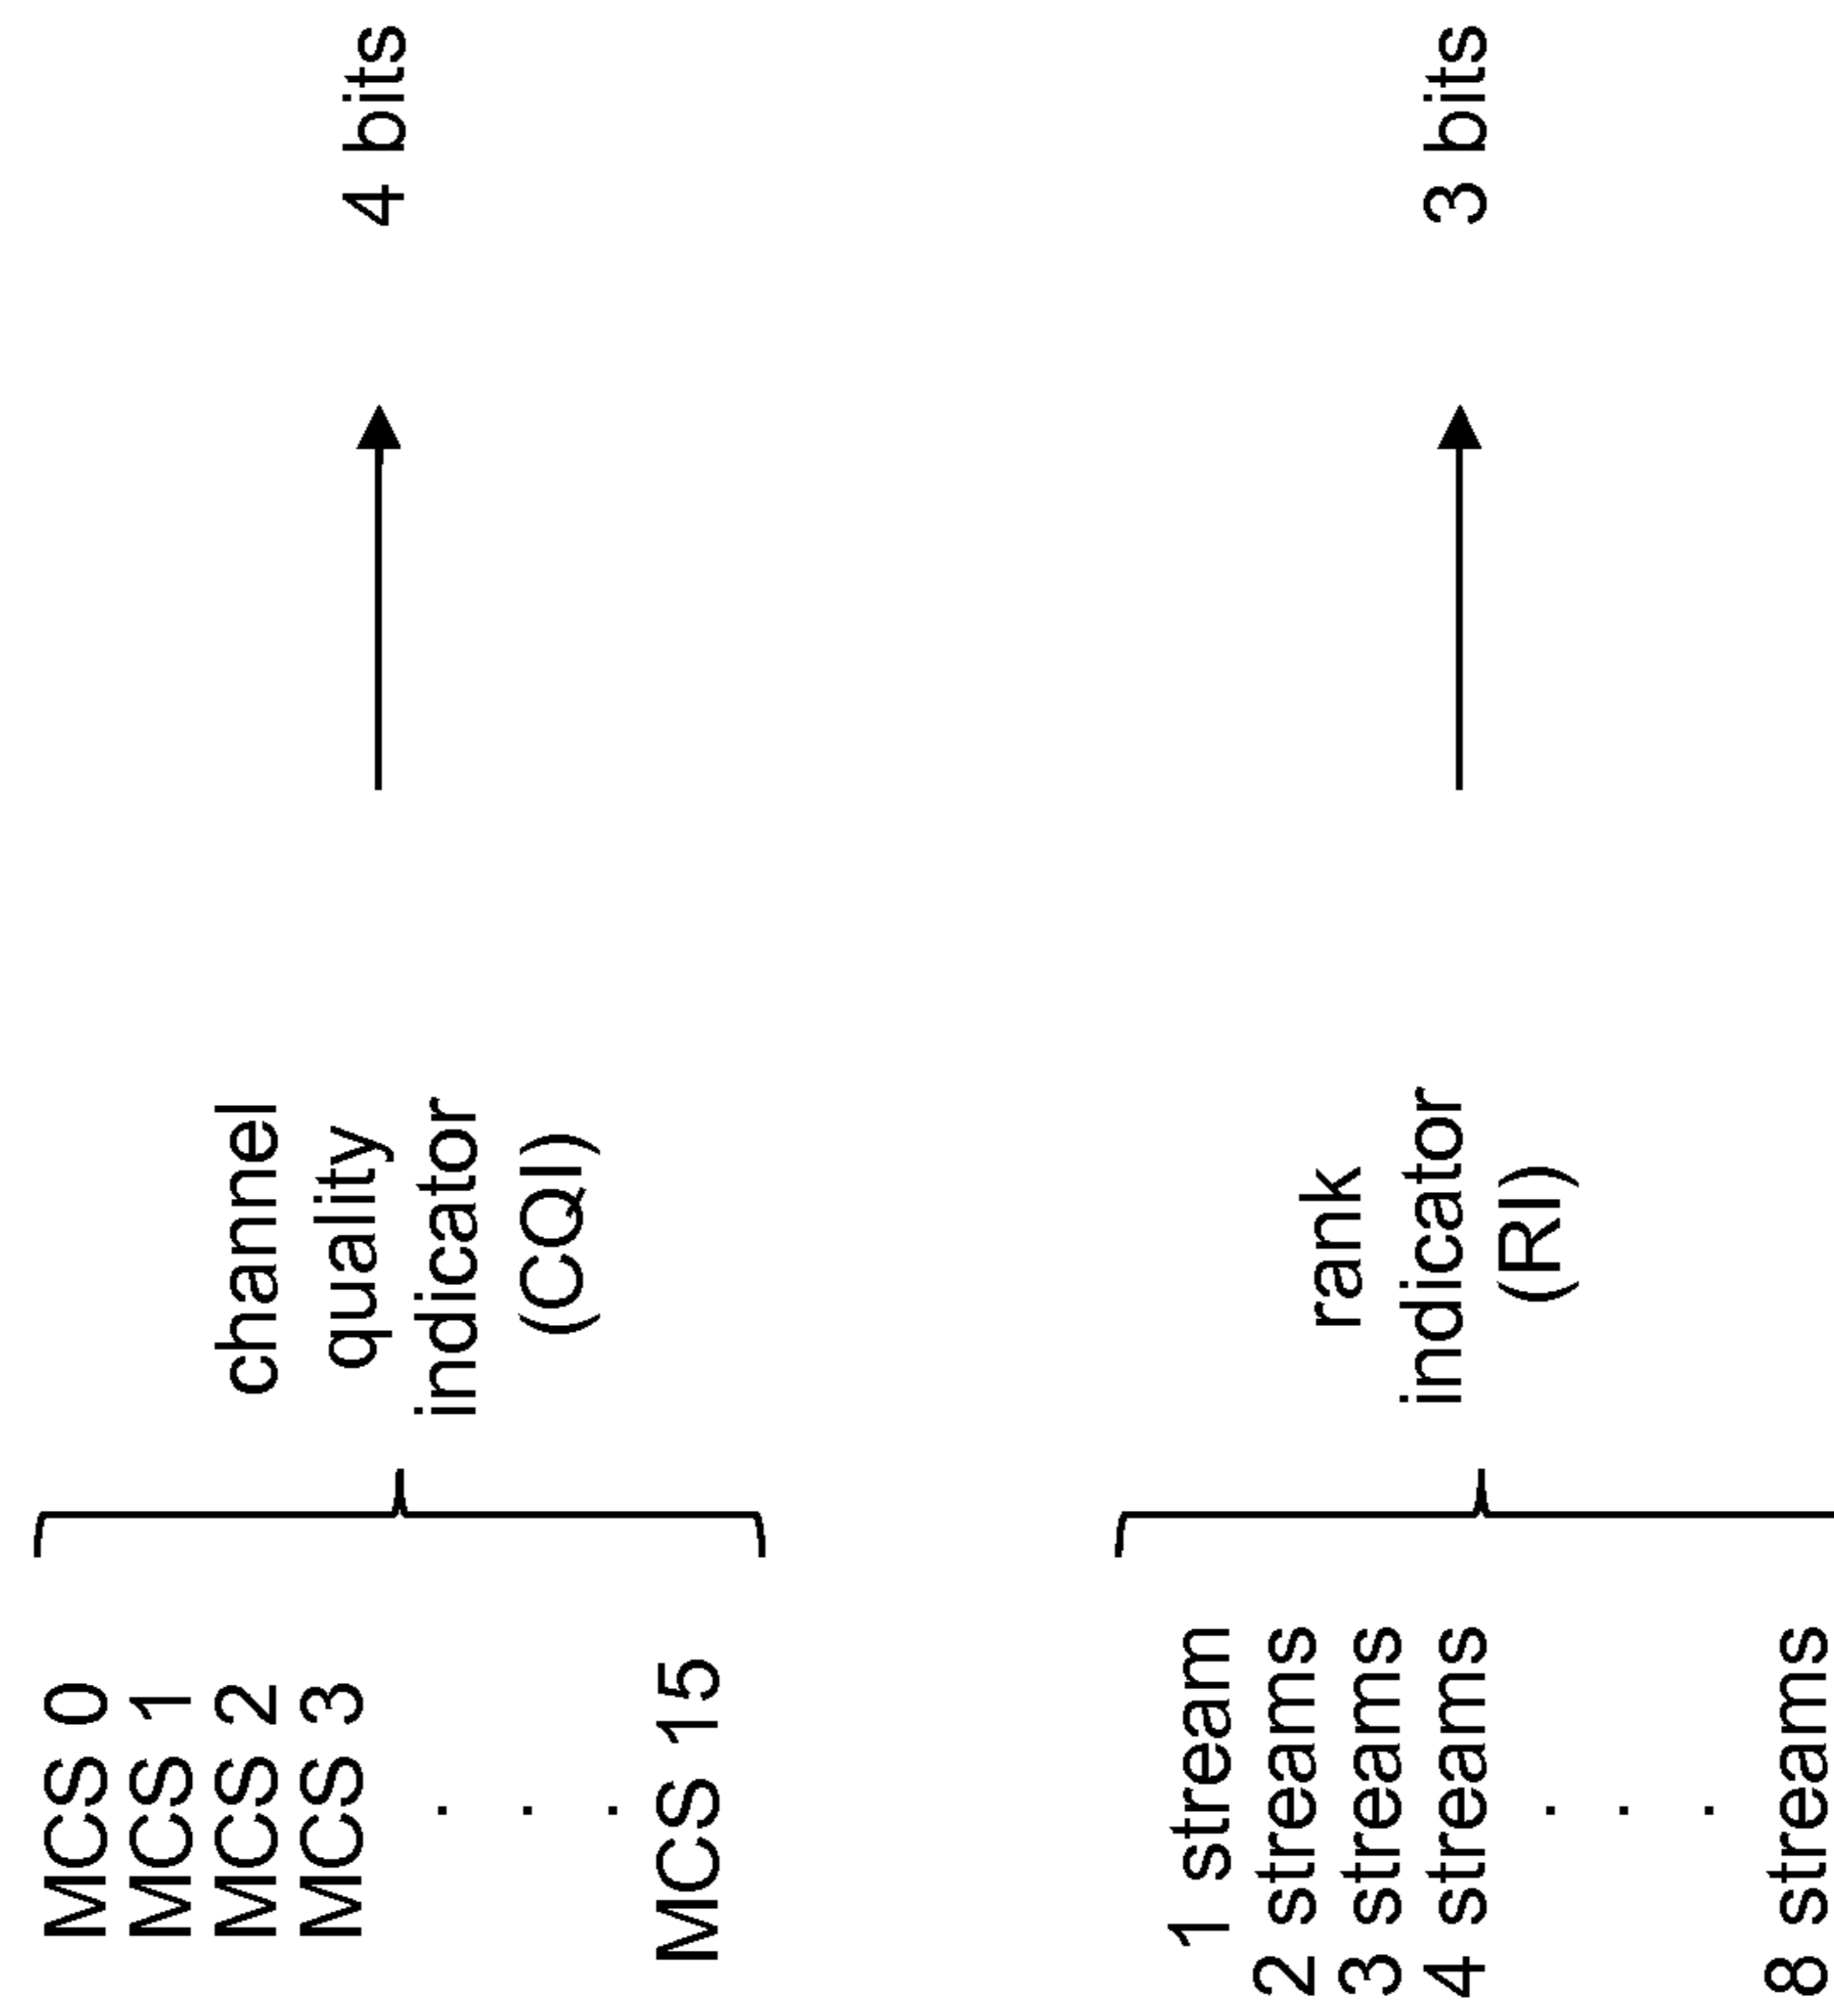 MCS 0
MCS 1
MCS 2
MCS 3
.
.
.
MCS 15
channel
quality
indicator
(CQI)
4 bits
1 stream
2 streams
3 streams
4 streams
.
.
.
8 streams
rank
indicator
(RI)
3 bits